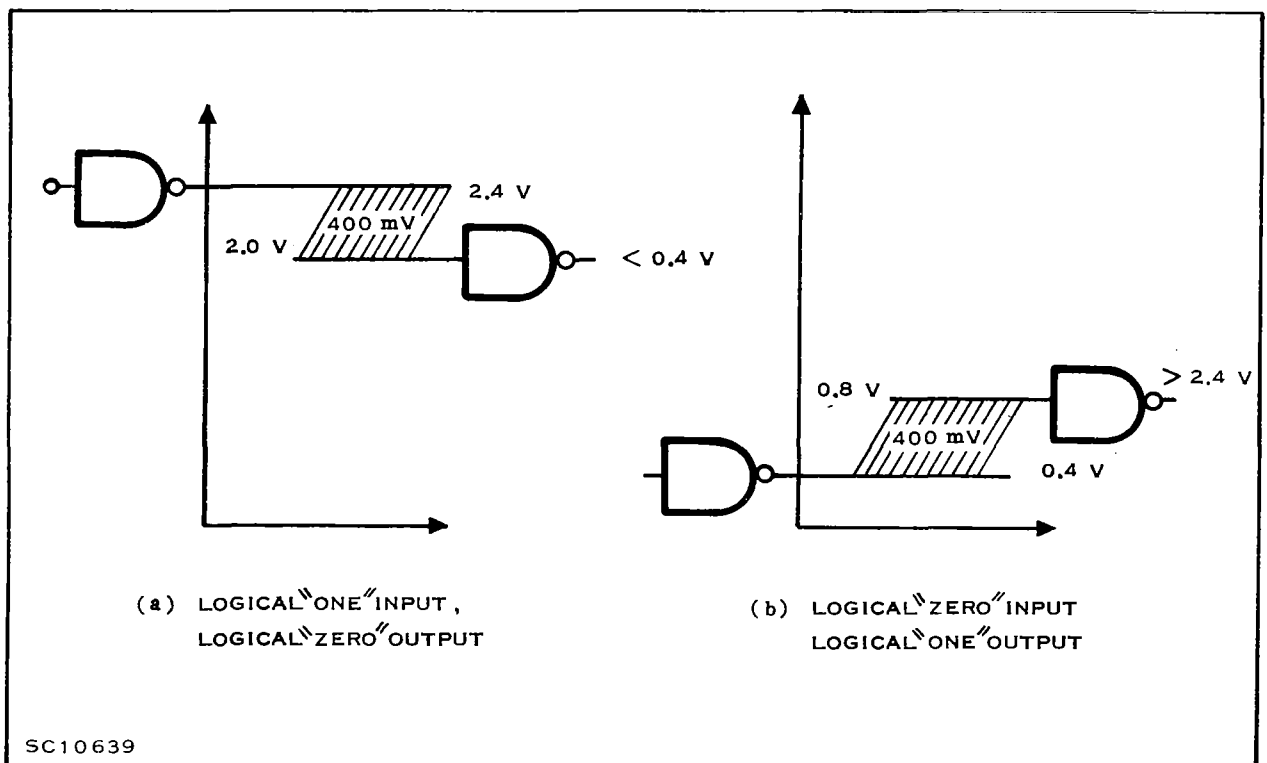 2.4 V
400 mV
2.0 V
< 0.4 V
(a) LOGICAL "ONE" INPUT,
LOGICAL "ZERO" OUTPUT
0.8 V
> 2.4 V
400 mV
0.4 V
(b) LOGICAL "ZERO" INPUT
LOGICAL "ONE" OUTPUT
SC10639